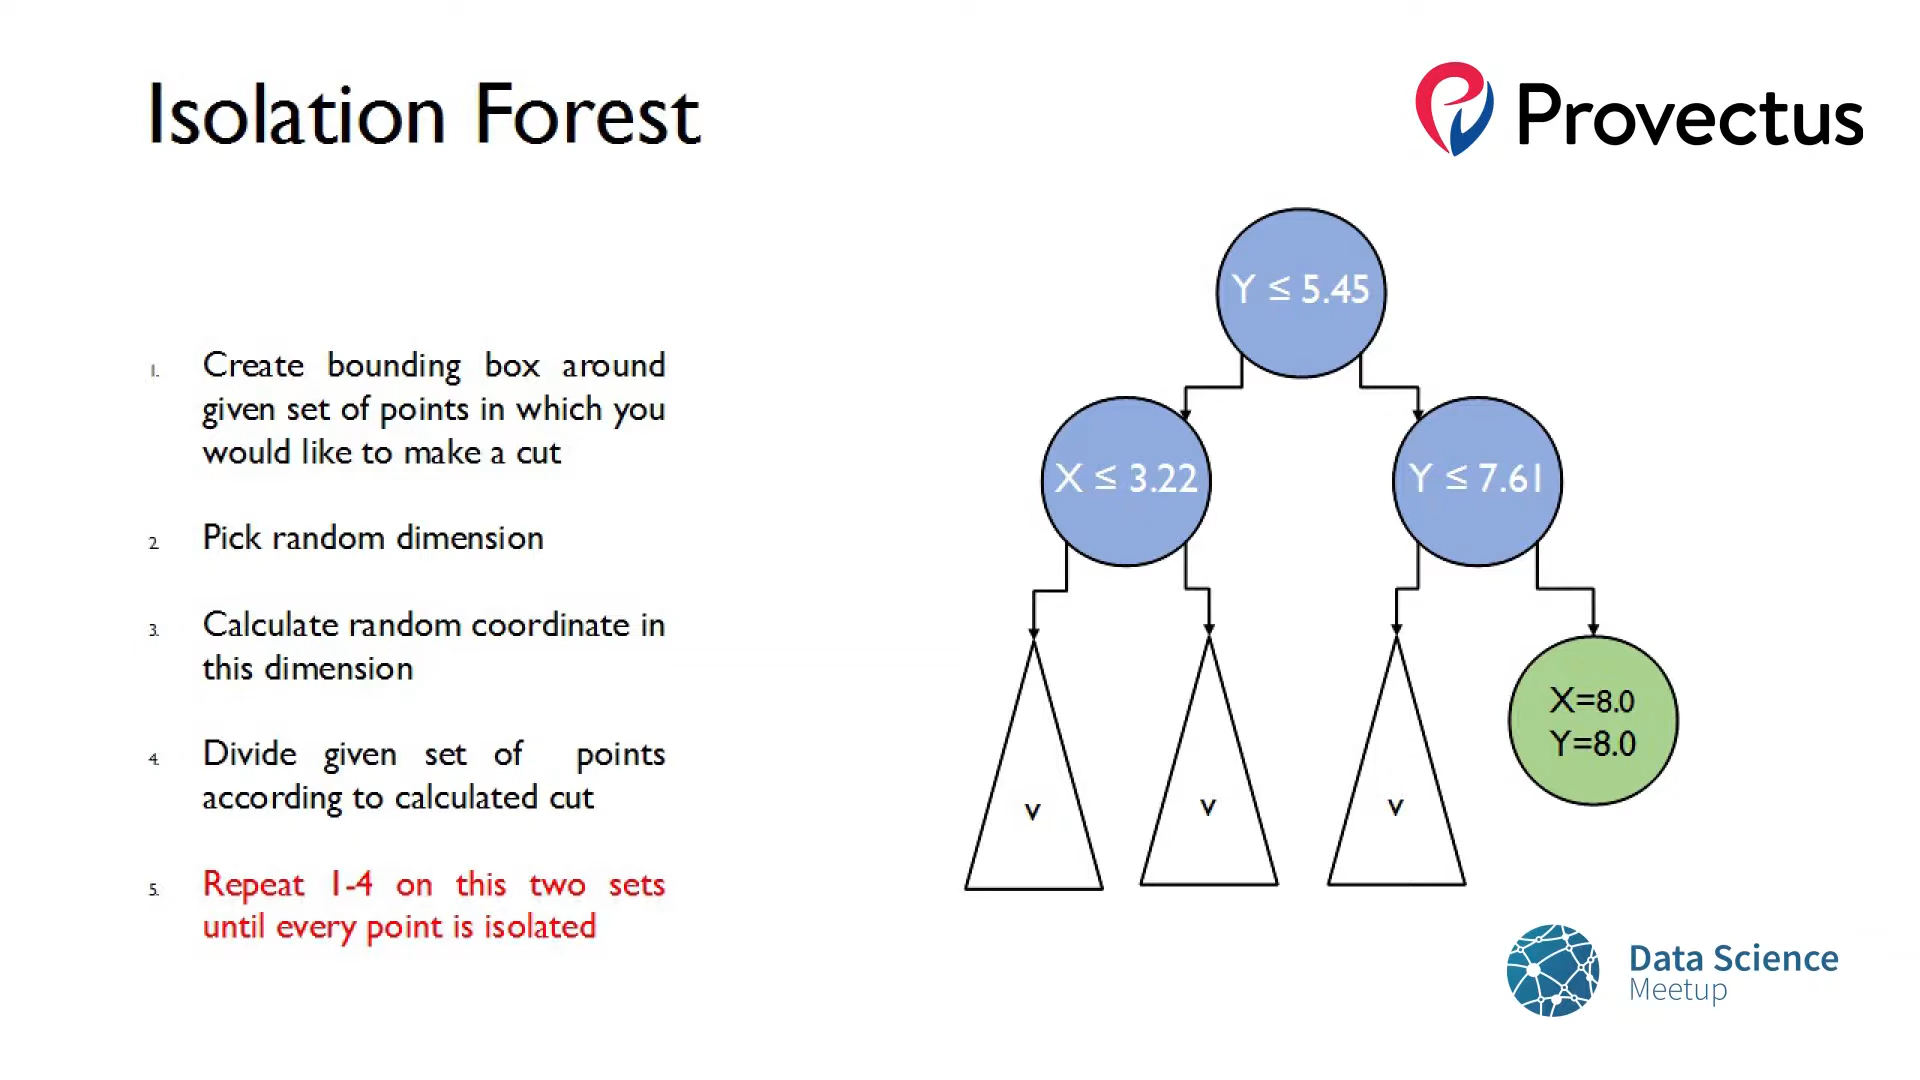 Isolation Forest
Provectus
1. Create bounding box around
given set of points in which you
would like to make a cut
2. Pick random dimension
3. Calculate random coordinate in
this dimension
4. Divide given set of points
according to calculated cut
5. Repeat 1-4 on this two sets
until every point is isolated
Y ≤ 5.45
X ≤ 3.22
Y ≤ 7.61
X=8.0
Y=8.0
v
v
v
Data Science
Meetup